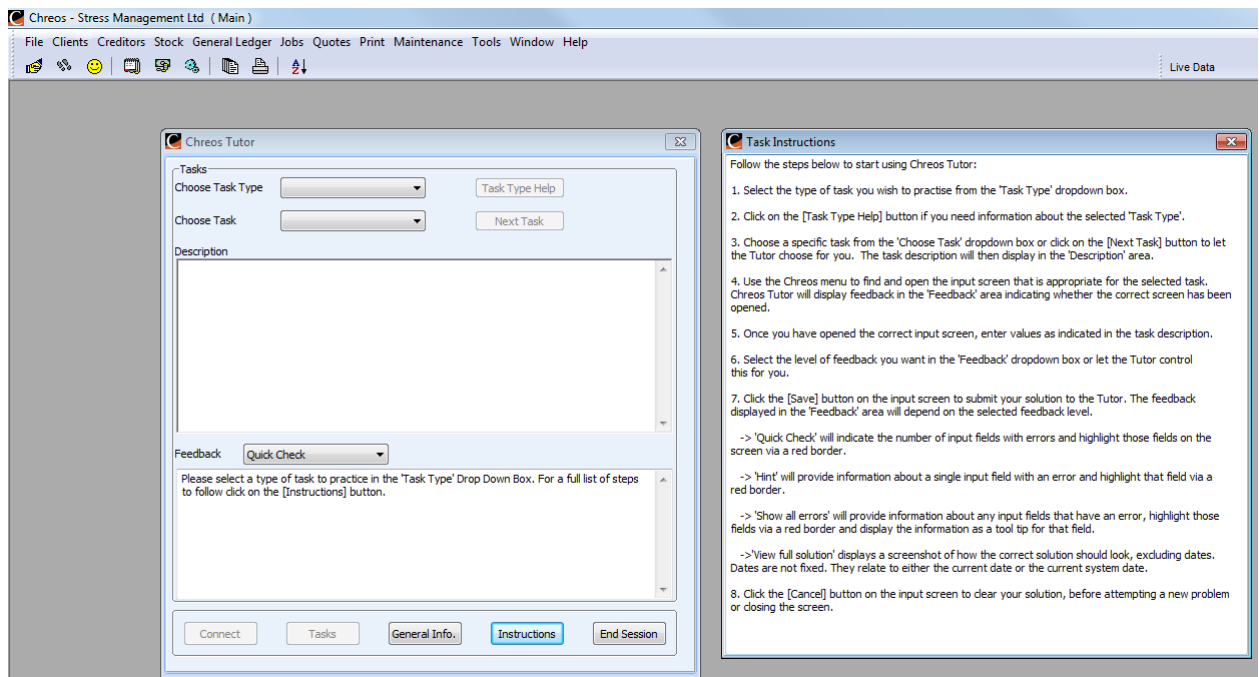 Chreos - Stress Management Ltd ( Main )
File Clients Creditors Stock General Ledger Jobs Quotes Print Maintenance Tools Window Help
Live Data
Chreos Tutor
Tasks
Choose Task Type
Task Type Help
Choose Task
Next Task
Description
Feedback
Quick Check
Please select a type of task to practice in the 'Task Type' Drop Down Box. For a full list of steps
to follow click on the [Instructions] button.
Connect
Tasks
General Info.
Instructions
End Session
Task Instructions
Follow the steps below to start using Chreos Tutor:
1. Select the type of task you wish to practise from the 'Task Type' dropdown box.
2. Click on the [Task Type Help] button if you need information about the selected 'Task Type'.
3. Choose a specific task from the 'Choose Task' dropdown box or click on the [Next Task] button to let
the Tutor choose for you. The task description will then display in the 'Description' area.
4. Use the Chreos menu to find and open the input screen that is appropriate for the selected task.
Chreos Tutor will display feedback in the 'Feedback' area indicating whether the correct screen has been
opened.
5. Once you have opened the correct input screen, enter values as indicated in the task description.
6. Select the level of feedback you want in the 'Feedback' dropdown box or let the Tutor control
this for you.
7. Click the [Save] button on the input screen to submit your solution to the Tutor. The feedback
displayed in the 'Feedback' area will depend on the selected feedback level.
-> 'Quick Check' will indicate the number of input fields with errors and highlight those fields on the
screen via a red border.
-> 'Hint' will provide information about a single input field with an error and highlight that field via a
red border.
-> 'Show all errors' will provide information about any input fields that have an error, highlight those
fields via a red border and display the information as a tool tip for that field.
->'View full solution' displays a screenshot of how the correct solution should look, excluding dates.
Dates are not fixed. They relate to either the current date or the current system date.
8. Click the [Cancel] button on the input screen to clear your solution, before attempting a new problem
or closing the screen.